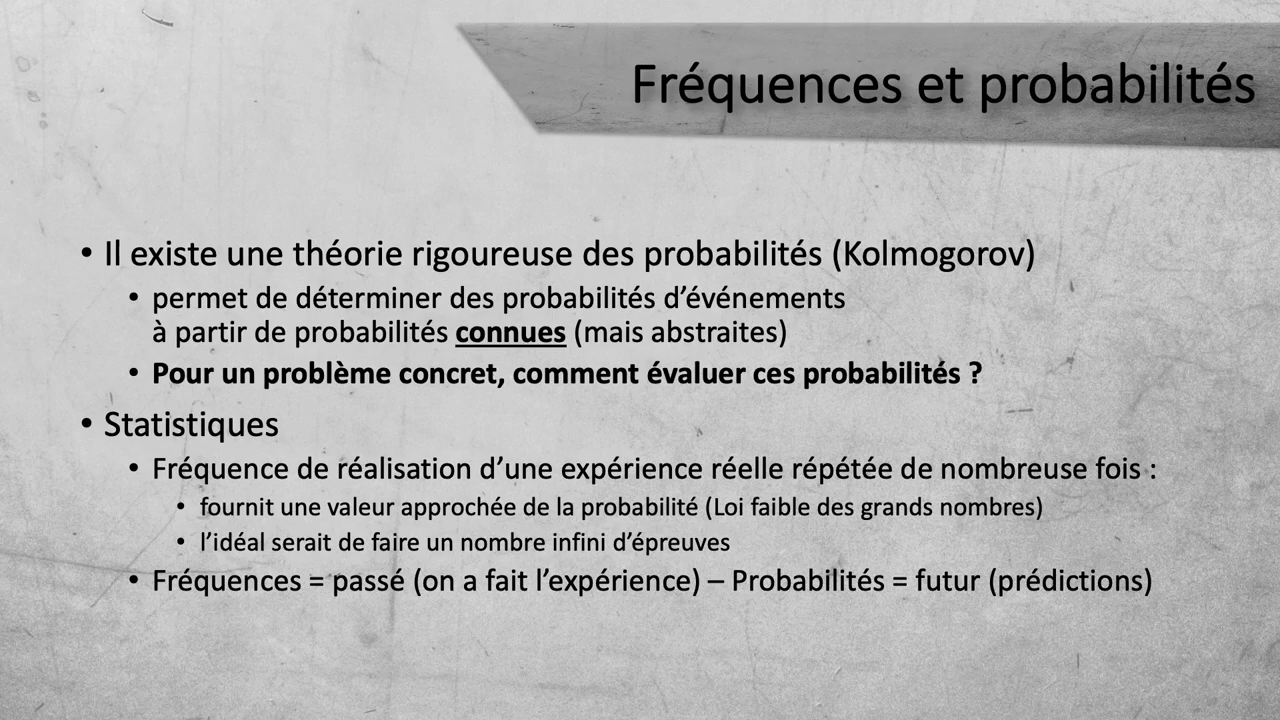 Fréquences et probabilités
• Il existe une théorie rigoureuse des probabilités (Kolmogorov)
• permet de déterminer des probabilités d’événements
à partir de probabilités connues (mais abstraites)
• Pour un problème concret, comment évaluer ces probabilités ?
• Statistiques
• Fréquence de réalisation d’une expérience réelle répétée de nombreuse fois :
• fournit une valeur approchée de la probabilité (Loi faible des grands nombres)
• l’idéal serait de faire un nombre infini d’épreuves
• Fréquences = passé (on a fait l’expérience) – Probabilités = futur (prédictions)